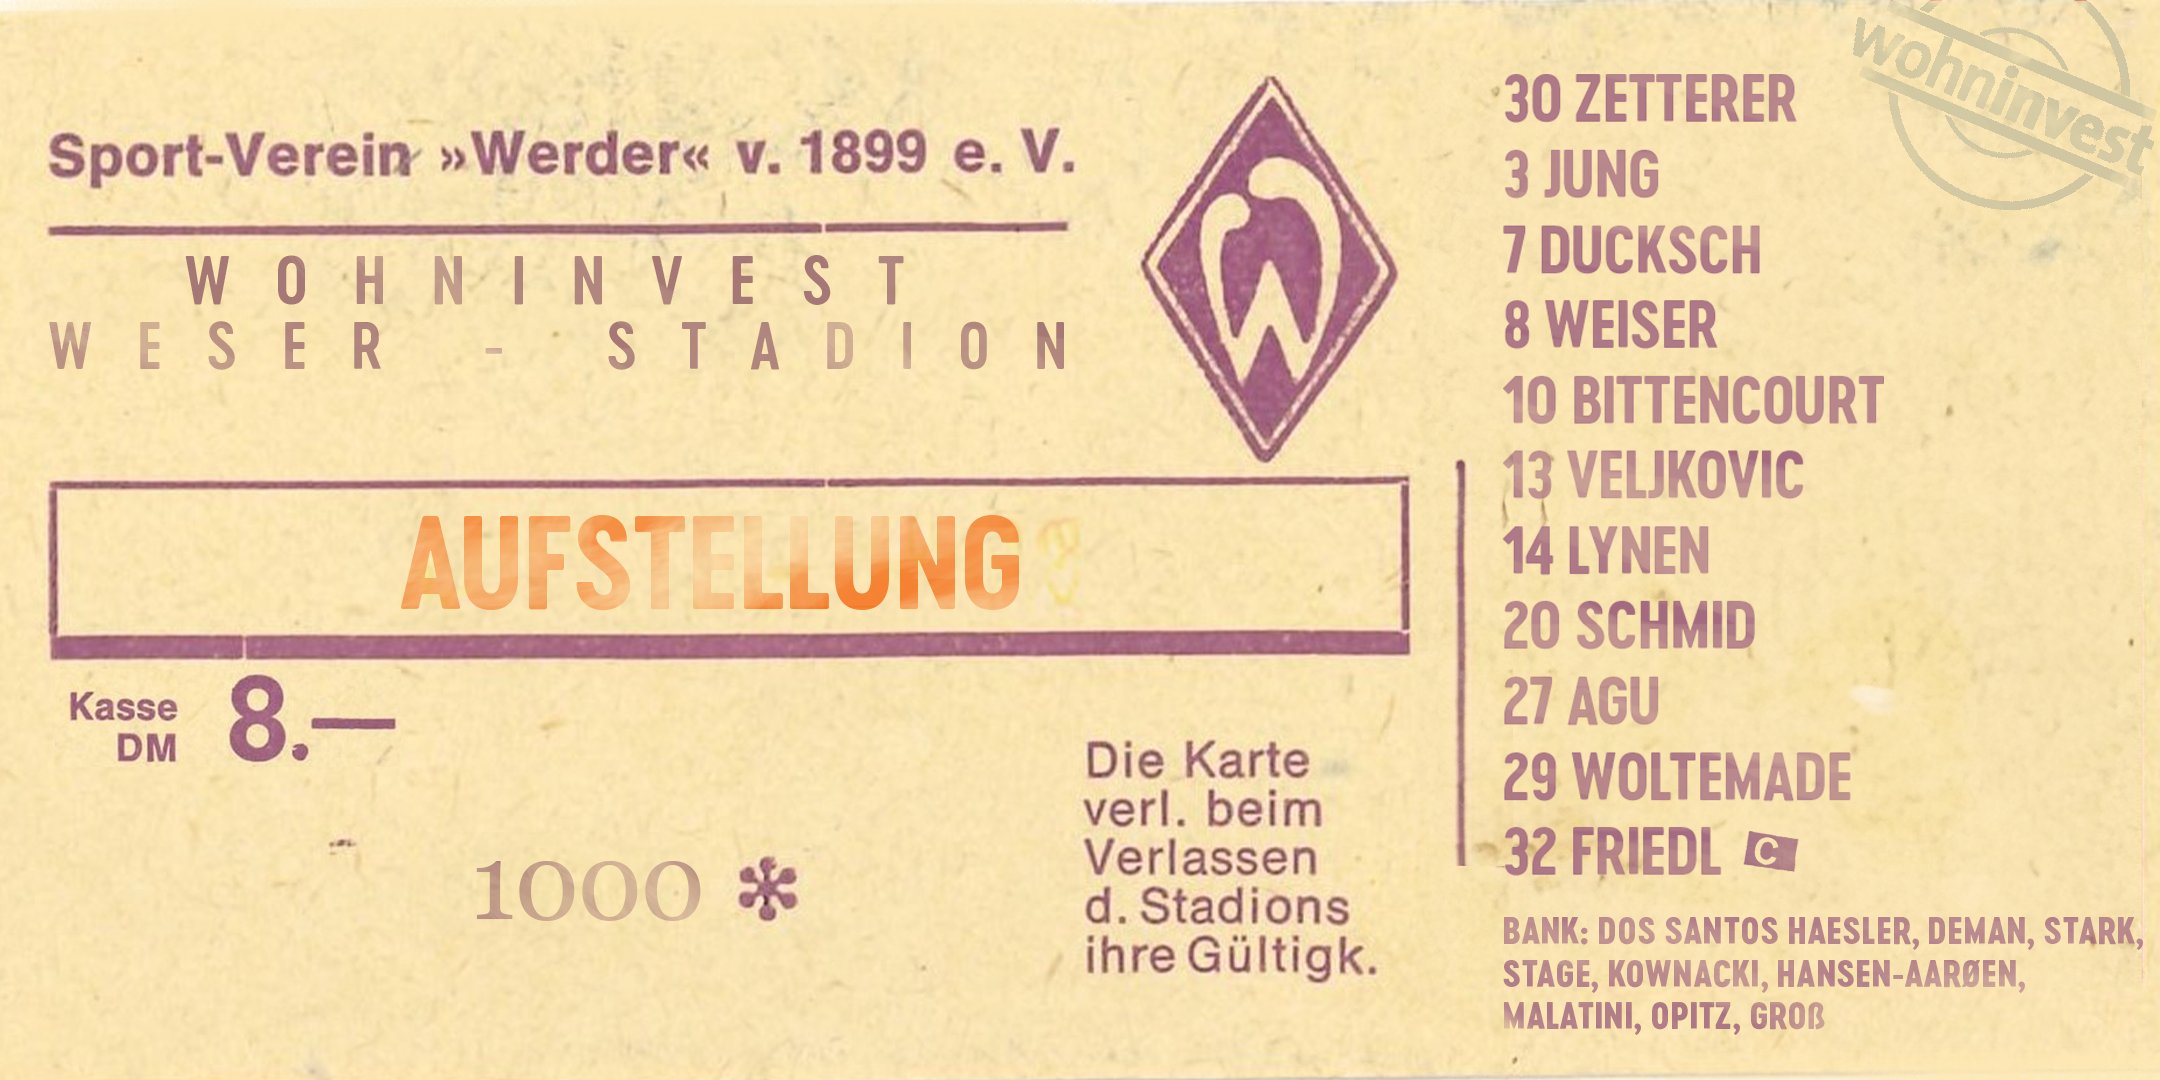 Sport-Verein »Werder« v. 1899 e. V.
WOHNINVEST
WESER - STADION
AUFSTELLUNG
Kasse
DM
8.—
1000 *
Die Karte
verl. beim
Verlassen
d. Stadions
ihre Gültigk.
wohninvest
30 ZETTERER
3 JUNG
7 DUCKSCH
8 WEISER
10 BITTENCOURT
13 VELJKOVIC
14 LYNEN
20 SCHMID
27 AGU
29 WOLTEMADE
32 FRIEDL C
BANK: DOS SANTOS HAESLER, DEMAN, STARK,
STAGE, KOWNACKI, HANSEN-AARØEN,
MALATINI, OPITZ, GROß